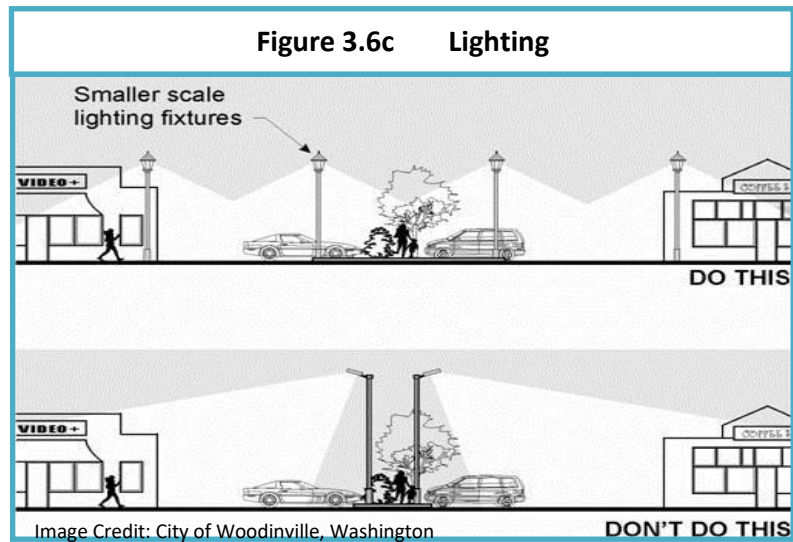 Figure 3.6c Lighting
Smaller scale
lighting fixtures
VIDEO+
COFFEE
DO THIS
VIDEO+
COFFEE
DON'T DO THIS
Image Credit: City of Woodinville, Washington